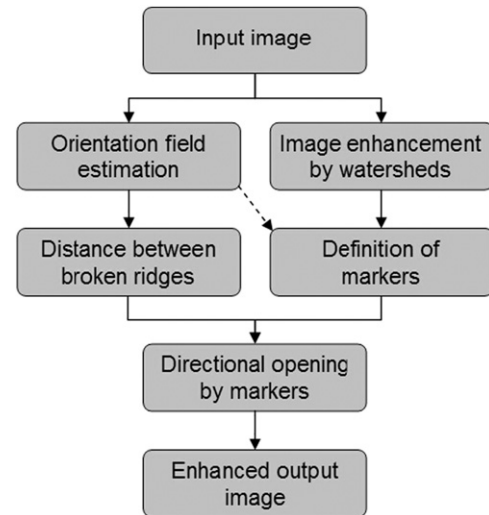 Input image
Orientation field
estimation
Image enhancement
by watersheds
Distance between
broken ridges
Definition of
markers
Directional opening
by markers
Enhanced output
image